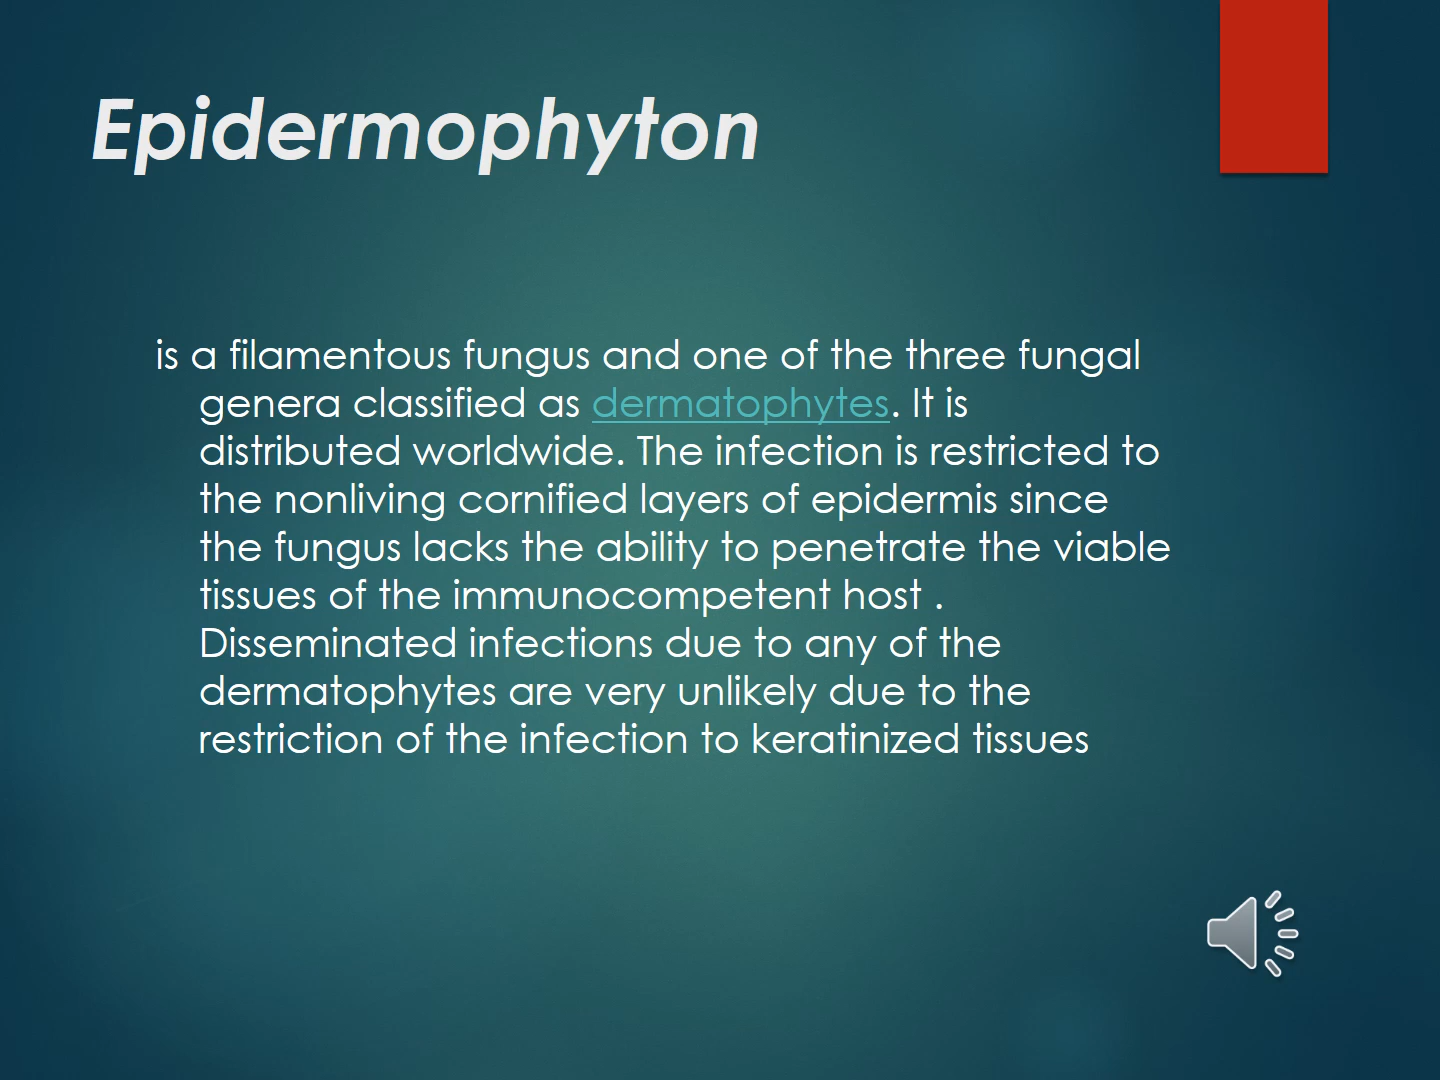 Epidermophyton
is a filamentous fungus and one of the three fungal
genera classified as dermatophytes. It is
distributed worldwide. The infection is restricted to
the nonliving cornified layers of epidermis since
the fungus lacks the ability to penetrate the viable
tissues of the immunocompetent host .
Disseminated infections due to any of the
dermatophytes are very unlikely due to the
restriction of the infection to keratinized tissues